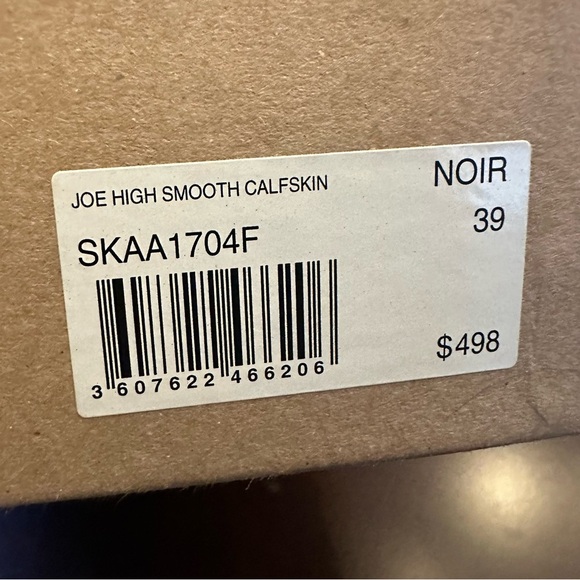 JOE HIGH SMOOTH CALFSKIN
NOIR
39
SKAA1704F
3 607622 466206
$498